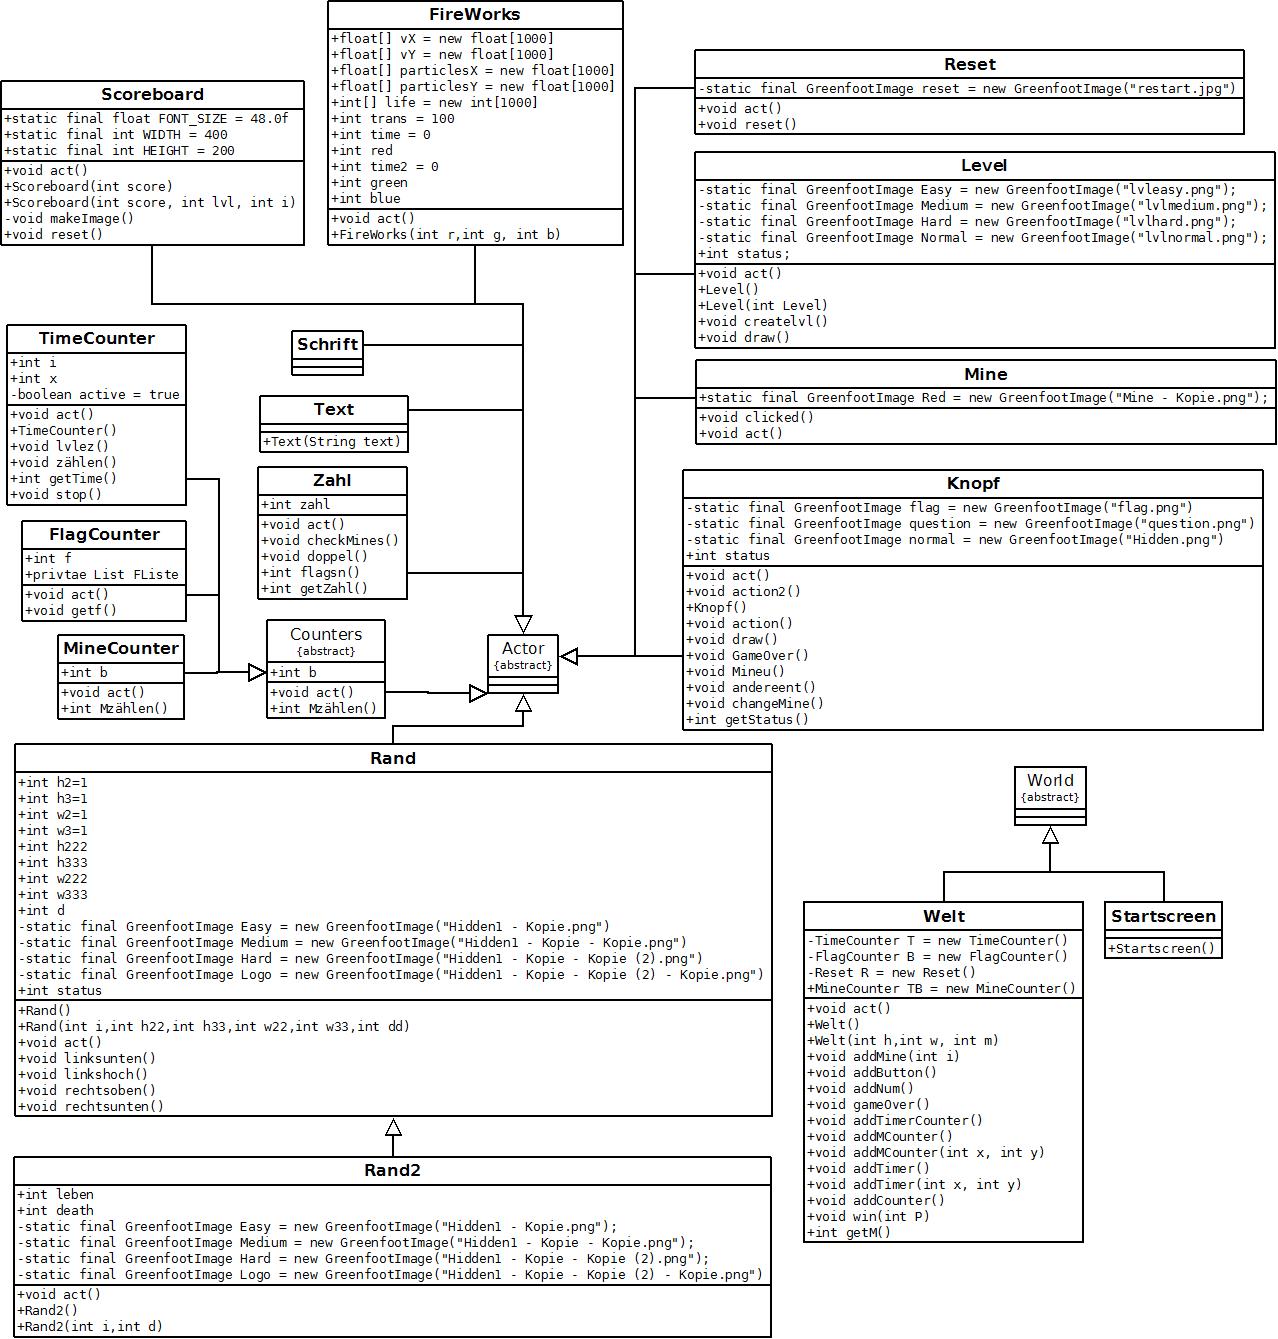 FireWorks
+float[] vX = new float[1000]
+float[] vY = new float[1000]
+float[] particlesX = new float[1000]
+float[] particlesY = new float[1000]
+int[] life = new int[1000]
+int trans = 100
+int time = 0
+int red
+int time2 = 0
+int green
+int blue
+void act()
+FireWorks(int r,int g, int b)
Scoreboard
+static final float FONT_SIZE = 48.0f
+static final int WIDTH = 400
+static final int HEIGHT = 200
+void act()
+Scoreboard(int score)
+Scoreboard(int score, int lvl, int i)
-void makeImage()
+void reset()
Reset
-static final GreenfootImage reset = new GreenfootImage("restart.jpg")
+void act()
+void reset()
Level
-static final GreenfootImage Easy = new GreenfootImage("lvleasy.png");
-static final GreenfootImage Medium = new GreenfootImage("lvlmedium.png");
-static final GreenfootImage Hard = new GreenfootImage("lvlhard.png");
-static final GreenfootImage Normal = new GreenfootImage("lvlnormal.png");
+int status;
+void act()
+Level()
+Level(int Level)
+void createlvl()
+void draw()
TimeCounter
+int i
+int x
-boolean active = true
+void act()
+TimeCounter()
+void lvlez()
+void zählen()
+int getTime()
+void stop()
Schrift
Text
+Text(String text)
Mine
+static final GreenfootImage Red = new GreenfootImage("Mine - Kopie.png");
+void clicked()
+void act()
Zahl
+int zahl
+void act()
+void checkMines()
+void doppel()
+int flagsn()
+int getZahl()
Knopf
-static final GreenfootImage flag = new GreenfootImage("flag.png")
-static final GreenfootImage question = new GreenfootImage("question.png")
-static final GreenfootImage normal = new GreenfootImage("Hidden.png")
+int status
+void act()
+void action2()
+Knopf()
+void action()
+void draw()
+void GameOver()
+void Mineu()
+void andereent()
+void changeMine()
+int getStatus()
FlagCounter
+int f
+privtae List FListe
+void act()
+void getf()
MineCounter
+int b
+void act()
+int Mzählen()
Counters
{abstract}
+int b
+void act()
+int Mzählen()
Actor
{abstract}
Rand
+int h2=1
+int h3=1
+int w2=1
+int w3=1
+int h222
+int h333
+int w222
+int w333
+int d
-static final GreenfootImage Easy = new GreenfootImage("Hidden1 - Kopie.png")
-static final GreenfootImage Medium = new GreenfootImage("Hidden1 - Kopie - Kopie.png")
-static final GreenfootImage Hard = new GreenfootImage("Hidden1 - Kopie - Kopie (2).png")
-static final GreenfootImage Logo = new GreenfootImage("Hidden1 - Kopie - Kopie (2) - Kopie.png")
+int status
+Rand()
+Rand(int i,int h22,int h33,int w22,int w33,int dd)
+void act()
+void linksunten()
+void linkshoch()
+void rechtsoben()
+void rechtsunten()
World
{abstract}
Welt
-TimeCounter T = new TimeCounter()
-FlagCounter B = new FlagCounter()
-Reset R = new Reset()
+MineCounter TB = new MineCounter()
+void act()
+Welt()
+Welt(int h,int w, int m)
+void addMine(int i)
+void addButton()
+void addNum()
+void gameOver()
+void addTimerCounter()
+void addMCounter()
+void addMCounter(int x, int y)
+void addTimer()
+void addTimer(int x, int y)
+void addCounter()
+void win(int P)
+int getM()
Startscreen
+Startscreen()
Rand2
+int leben
+int death
-static final GreenfootImage Easy = new GreenfootImage("Hidden1 - Kopie.png");
-static final GreenfootImage Medium = new GreenfootImage("Hidden1 - Kopie - Kopie.png");
-static final GreenfootImage Hard = new GreenfootImage("Hidden1 - Kopie - Kopie (2).png");
-static final GreenfootImage Logo = new GreenfootImage("Hidden1 - Kopie - Kopie (2) - Kopie.png")
+void act()
+Rand2()
+Rand2(int i,int d)